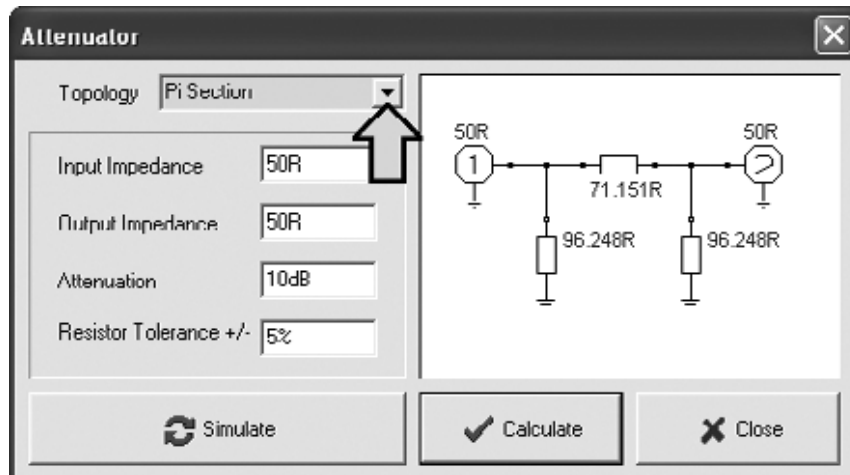 Attenuator
Topology Pi Section
Input Impedance 50R
Output Impedance 50R
Attenuation 10dB
Resistor Tolerance +/- 5%
50R 50R
1 2
71.151R
96.248R 96.248R
Simulate Calculate Close